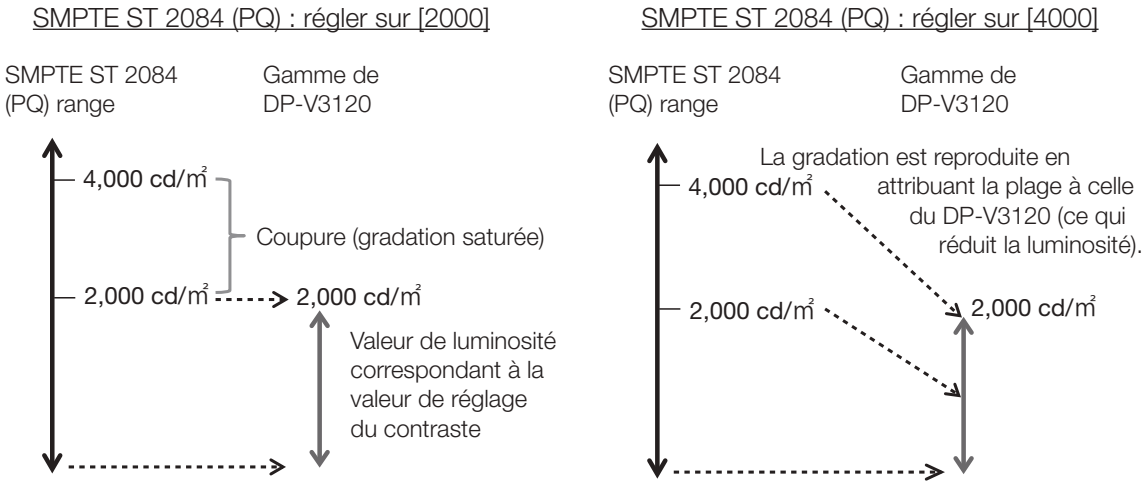 SMPTE ST 2084 (PQ) : régler sur [2000]
SMPTE ST 2084
(PQ) range
Gamme de
DP-V3120
4,000 cd/㎡
Coupure (gradation saturée)
2,000 cd/㎡
2,000 cd/㎡
Valeur de luminosité
correspondant à la
valeur de réglage
du contraste
SMPTE ST 2084 (PQ) : régler sur [4000]
SMPTE ST 2084
(PQ) range
Gamme de
DP-V3120
La gradation est reproduite en
attribuant la plage à celle
du DP-V3120 (ce qui
réduit la luminosité).
4,000 cd/㎡
2,000 cd/㎡
2,000 cd/㎡